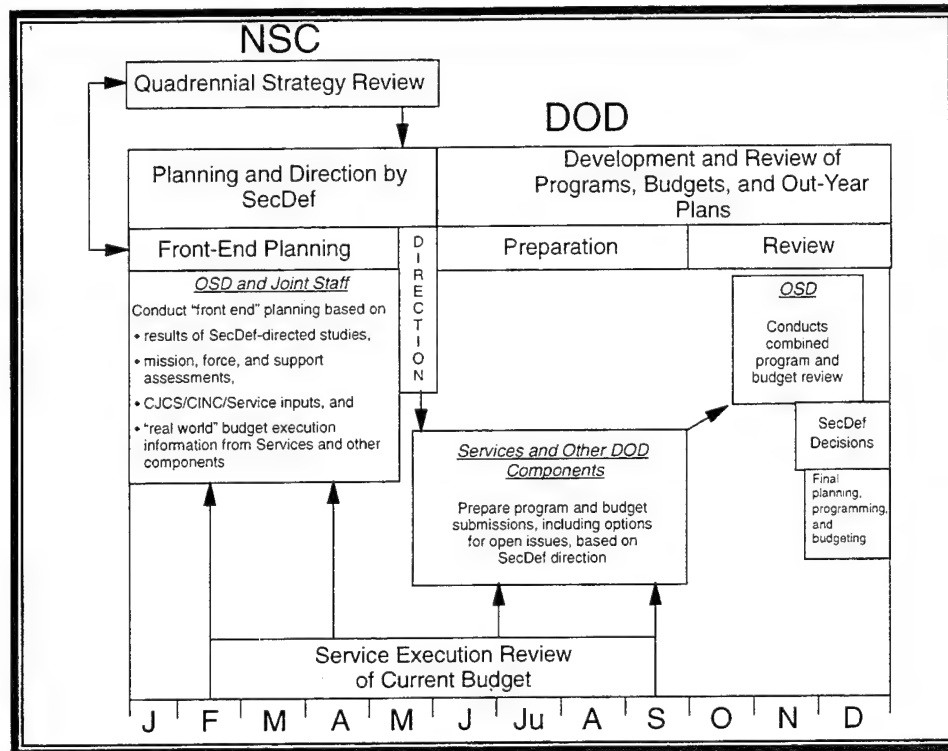 NSC
Quadrennial Strategy Review
DOD
Planning and Direction by
SecDef
Development and Review of
Programs, Budgets, and Out-Year
Plans
Front-End Planning
DIRECTION
Preparation
Review
OSD and Joint Staff
Conduct "front end" planning based on
• results of SecDef-directed studies,
• mission, force, and support
assessments,
• CJCS/CINC/Service inputs, and
• "real world" budget execution
information from Services and other
components
OSD
Conducts
combined
program and
budget review
SecDef
Decisions
Final
planning,
programming,
and
budgeting
Services and Other DOD
Components
Prepare program and budget
submissions, including options
for open issues, based on
SecDef direction
Service Execution Review
of Current Budget
J F M A M J Ju A S O N D